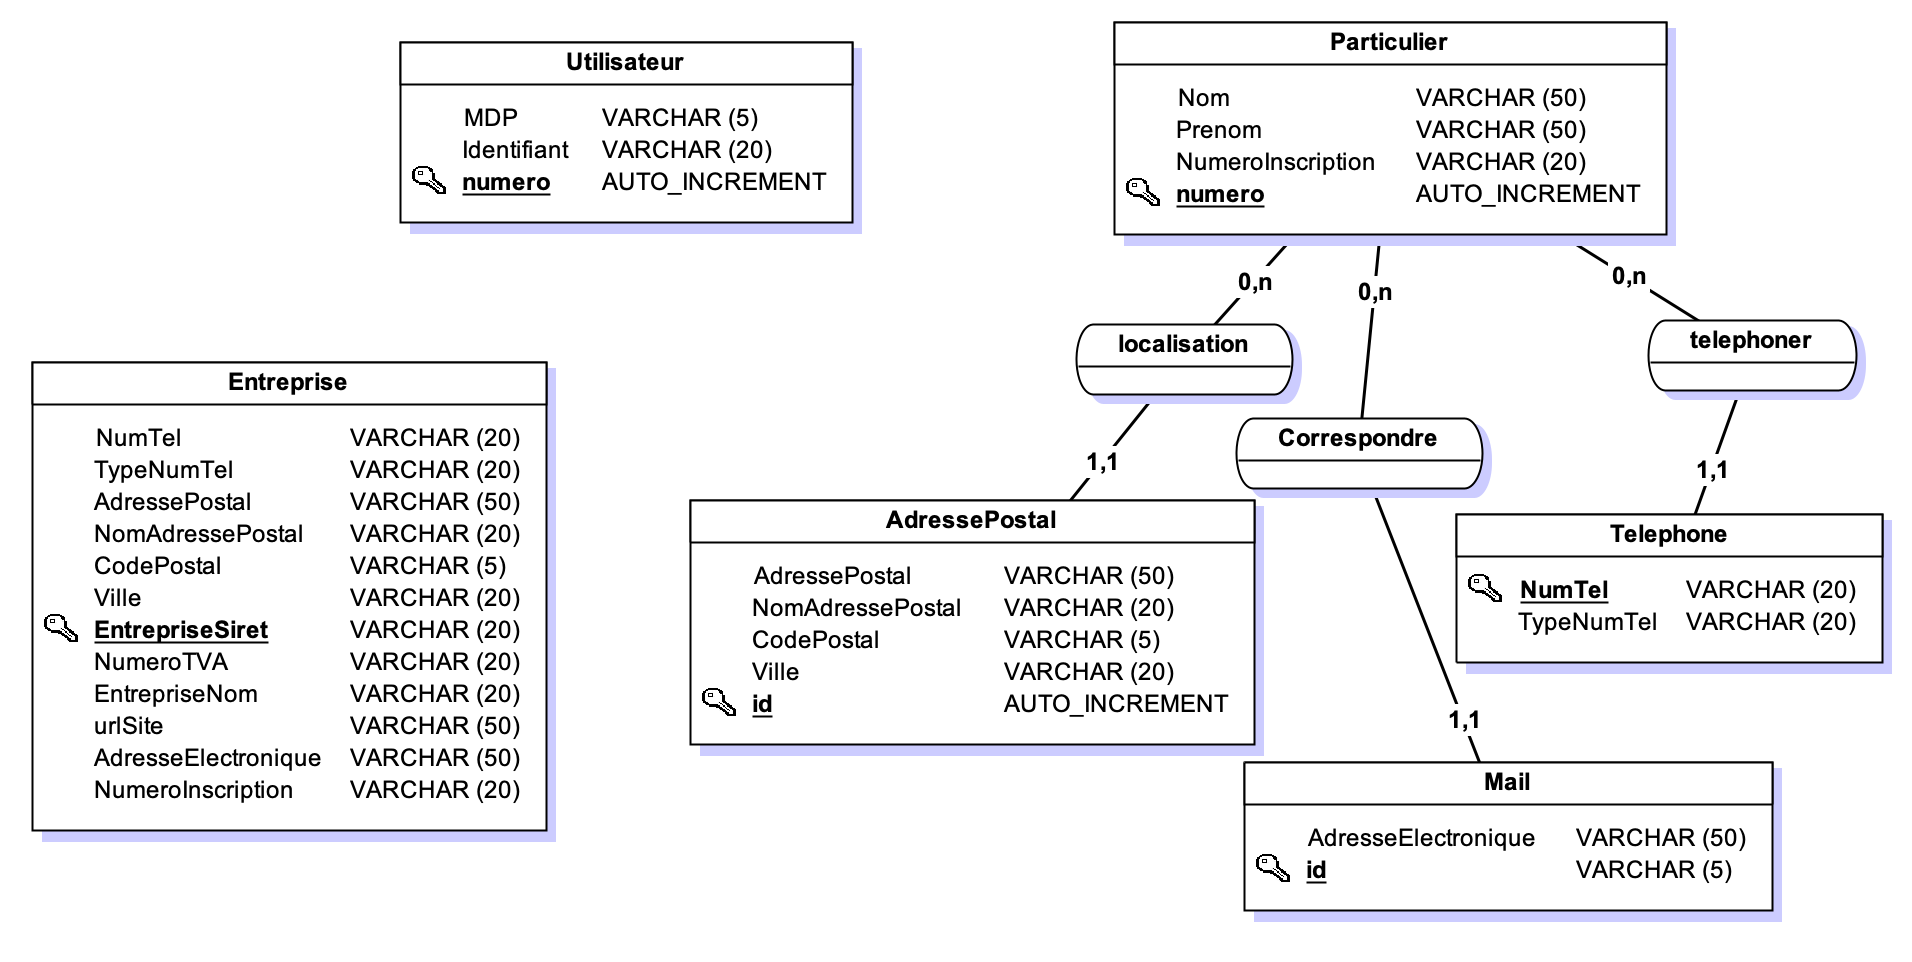 Utilisateur
MDP VARCHAR (5)
Identifiant VARCHAR (20)
numero AUTO_INCREMENT
Particulier
Nom VARCHAR (50)
Prenom VARCHAR (50)
NumeroInscription VARCHAR (20)
numero AUTO_INCREMENT
0,n
0,n
0,n
localisation
Correspondre
telephoner
1,1
1,1
1,1
Entreprise
NumTel VARCHAR (20)
TypeNumTel VARCHAR (20)
AdressePostal VARCHAR (50)
NomAdressePostal VARCHAR (20)
CodePostal VARCHAR (5)
Ville VARCHAR (20)
EntrepriseSiret VARCHAR (20)
NumeroTVA VARCHAR (20)
EntrepriseNom VARCHAR (20)
urlSite VARCHAR (50)
AdresseElectronique VARCHAR (50)
NumeroInscription VARCHAR (20)
AdressePostal
AdressePostal VARCHAR (50)
NomAdressePostal VARCHAR (20)
CodePostal VARCHAR (5)
Ville VARCHAR (20)
id AUTO_INCREMENT
Telephone
NumTel VARCHAR (20)
TypeNumTel VARCHAR (20)
Mail
AdresseElectronique VARCHAR (50)
id VARCHAR (5)